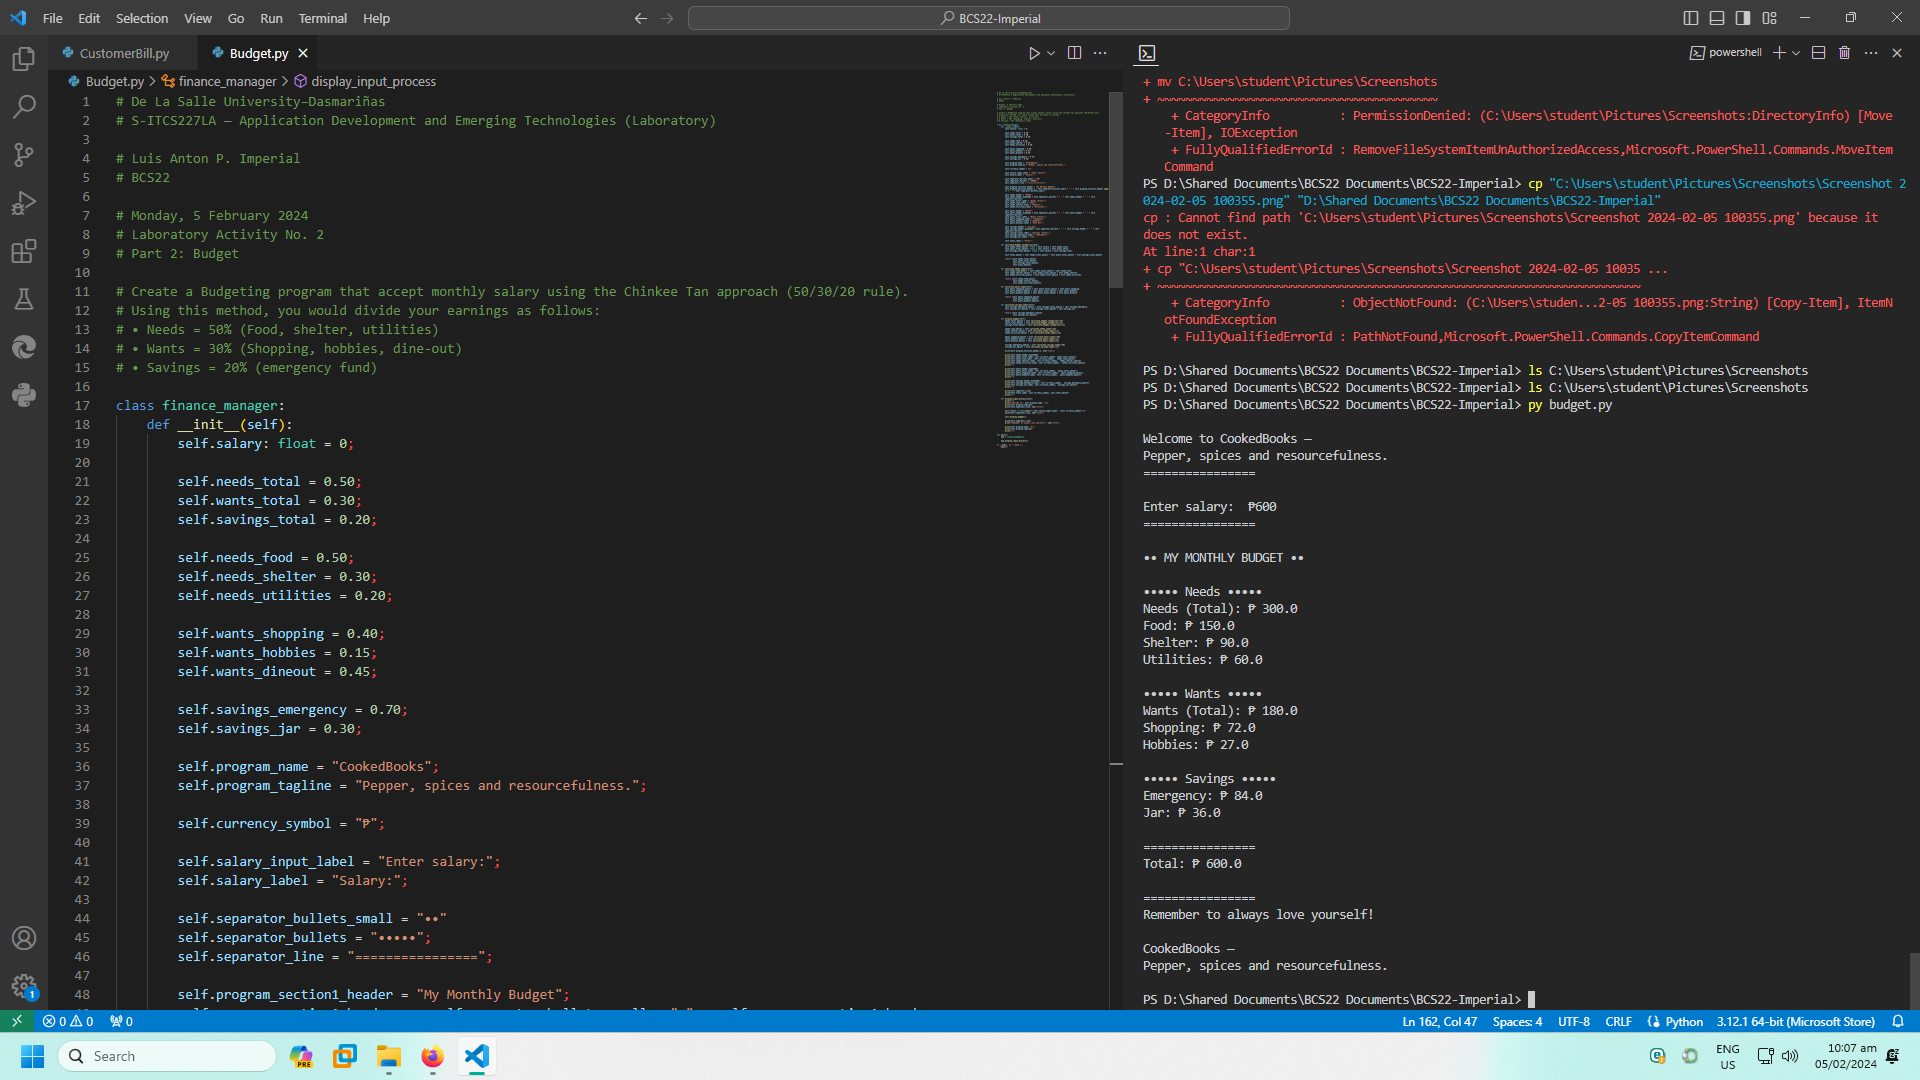 File Edit Selection View Go Run Terminal Help
BCS22-Imperial
CustomerBill.py
Budget.py
Budget.py > finance_manager > display_input_process
1 # De La Salle University–Dasmariñas
2 # S-ITCS227LA — Application Development and Emerging Technologies (Laboratory)
3
4 # Luis Anton P. Imperial
5 # BCS22
6
7 # Monday, 5 February 2024
8 # Laboratory Activity No. 2
9 # Part 2: Budget
10
11 # Create a Budgeting program that accept monthly salary using the Chinkee Tan approach (50/30/20 rule).
12 # Using this method, you would divide your earnings as follows:
13 # • Needs = 50% (Food, shelter, utilities)
14 # • Wants = 30% (Shopping, hobbies, dine-out)
15 # • Savings = 20% (emergency fund)
16
17 class finance_manager:
18 def __init__(self):
19 self.salary: float = 0;
20
21 self.needs_total = 0.50;
22 self.wants_total = 0.30;
23 self.savings_total = 0.20;
24
25 self.needs_food = 0.50;
26 self.needs_shelter = 0.30;
27 self.needs_utilities = 0.20;
28
29 self.wants_shopping = 0.40;
30 self.wants_hobbies = 0.15;
31 self.wants_dineout = 0.45;
32
33 self.savings_emergency = 0.70;
34 self.savings_jar = 0.30;
35
36 self.program_name = "CookedBooks";
37 self.program_tagline = "Pepper, spices and resourcefulness.";
38
39 self.currency_symbol = "₱";
40
41 self.salary_input_label = "Enter salary:";
42 self.salary_label = "Salary:";
43
44 self.separator_bullets_small = "••"
45 self.separator_bullets = "•••••";
46 self.separator_line = "================";
47
48 self.program_section1_header = "My Monthly Budget";
powershell
+ mv C:\Users\student\Pictures\Screenshots
+ ~~~~~~~~~~~~~~~~~~~~~~~~~~~~~~~~~~~~~~~~
+ CategoryInfo : PermissionDenied: (C:\Users\student\Pictures\Screenshots:DirectoryInfo) [Move
-Item], IOException
+ FullyQualifiedErrorId : RemoveFileSystemItemUnAuthorizedAccess,Microsoft.PowerShell.Commands.MoveItem
Command
PS D:\Shared Documents\BCS22 Documents\BCS22-Imperial> cp "C:\Users\student\Pictures\Screenshots\Screenshot 2
024-02-05 100355.png" "D:\Shared Documents\BCS22 Documents\BCS22-Imperial"
cp : Cannot find path 'C:\Users\student\Pictures\Screenshots\Screenshot 2024-02-05 100355.png' because it
does not exist.
At line:1 char:1
+ cp "C:\Users\student\Pictures\Screenshots\Screenshot 2024-02-05 10035 ...
+ ~~~~~~~~~~~~~~~~~~~~~~~~~~~~~~~~~~~~~~~~~~~~~~~~~~~~~~~~~~~~~~~~~~~~~
+ CategoryInfo : ObjectNotFound: (C:\Users\studen...2-05 100355.png:String) [Copy-Item], ItemN
otFoundException
+ FullyQualifiedErrorId : PathNotFound,Microsoft.PowerShell.Commands.CopyItemCommand
PS D:\Shared Documents\BCS22 Documents\BCS22-Imperial> ls C:\Users\student\Pictures\Screenshots
PS D:\Shared Documents\BCS22 Documents\BCS22-Imperial> ls C:\Users\student\Pictures\Screenshots
PS D:\Shared Documents\BCS22 Documents\BCS22-Imperial> py budget.py
Welcome to CookedBooks —
Pepper, spices and resourcefulness.
================
Enter salary: ₱600
================
•• MY MONTHLY BUDGET ••
••••• Needs •••••
Needs (Total): ₱ 300.0
Food: ₱ 150.0
Shelter: ₱ 90.0
Utilities: ₱ 60.0
••••• Wants •••••
Wants (Total): ₱ 180.0
Shopping: ₱ 72.0
Hobbies: ₱ 27.0
••••• Savings •••••
Emergency: ₱ 84.0
Jar: ₱ 36.0
================
Total: ₱ 600.0
================
Remember to always love yourself!
CookedBooks —
Pepper, spices and resourcefulness.
PS D:\Shared Documents\BCS22 Documents\BCS22-Imperial>
1
0 0 0 Ln 162, Col 47 Spaces: 4 UTF-8 CRLF Python 3.12.1 64-bit (Microsoft Store)
Search
PRE
ENG
US
10:07 am
05/02/2024